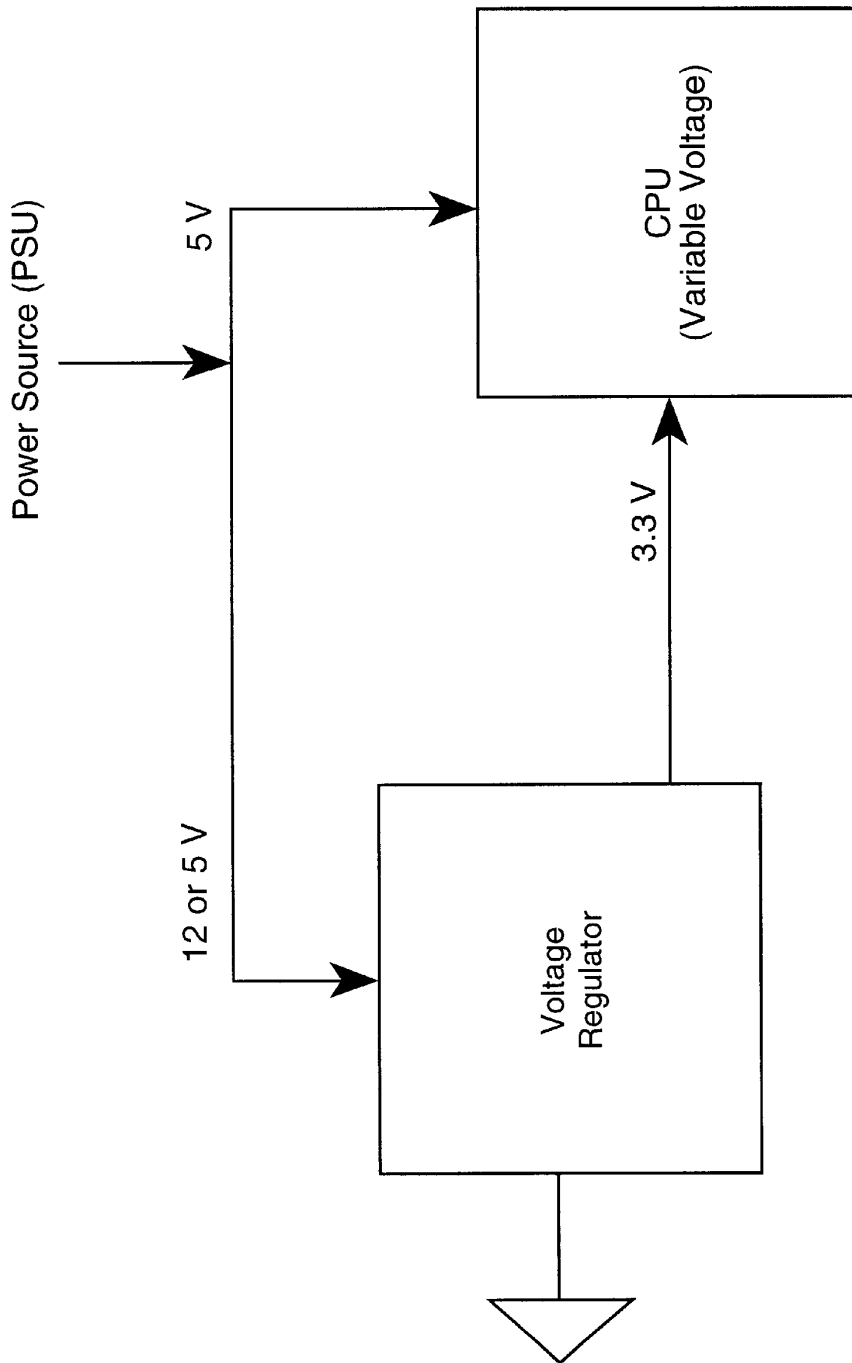 Power Source (PSU)
12 or 5 V
5 V
Voltage
Regulator
3.3 V
CPU
(Variable Voltage)